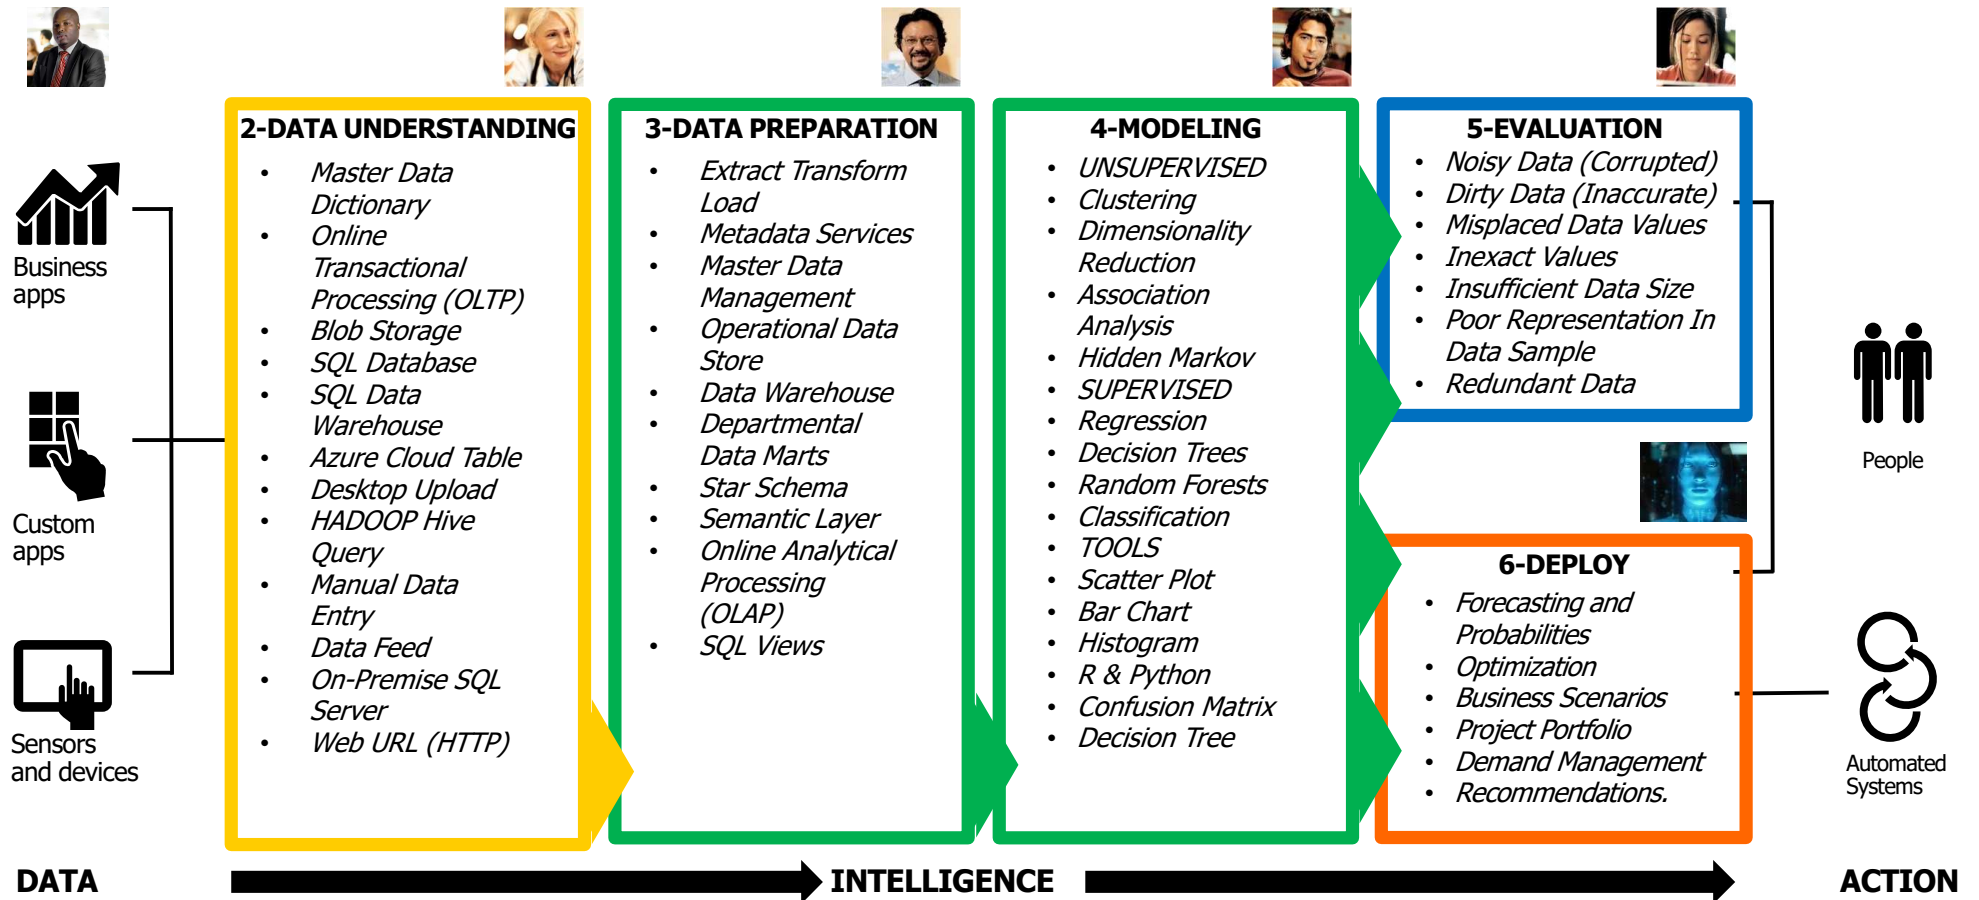 Business
apps
Custom
apps
Sensors
and devices
2-DATA UNDERSTANDING
• Master Data
Dictionary
• Online
Transactional
Processing (OLTP)
• Blob Storage
• SQL Database
• SQL Data
Warehouse
• Azure Cloud Table
• Desktop Upload
• HADOOP Hive
Query
• Manual Data
Entry
• Data Feed
• On-Premise SQL
Server
• Web URL (HTTP)
3-DATA PREPARATION
• Extract Transform
Load
• Metadata Services
• Master Data
Management
• Operational Data
Store
• Data Warehouse
• Departmental
Data Marts
• Star Schema
• Semantic Layer
• Online Analytical
Processing
(OLAP)
• SQL Views
4-MODELING
• UNSUPERVISED
• Clustering
• Dimensionality
Reduction
• Association
Analysis
• Hidden Markov
• SUPERVISED
• Regression
• Decision Trees
• Random Forests
• Classification
• TOOLS
• Scatter Plot
• Bar Chart
• Histogram
• R & Python
• Confusion Matrix
• Decision Tree
5-EVALUATION
• Noisy Data (Corrupted)
• Dirty Data (Inaccurate)
• Misplaced Data Values
• Inexact Values
• Insufficient Data Size
• Poor Representation In
Data Sample
• Redundant Data
6-DEPLOY
• Forecasting and
Probabilities
• Optimization
• Business Scenarios
• Project Portfolio
• Demand Management
• Recommendations.
People
Automated
Systems
DATA
INTELLIGENCE
ACTION